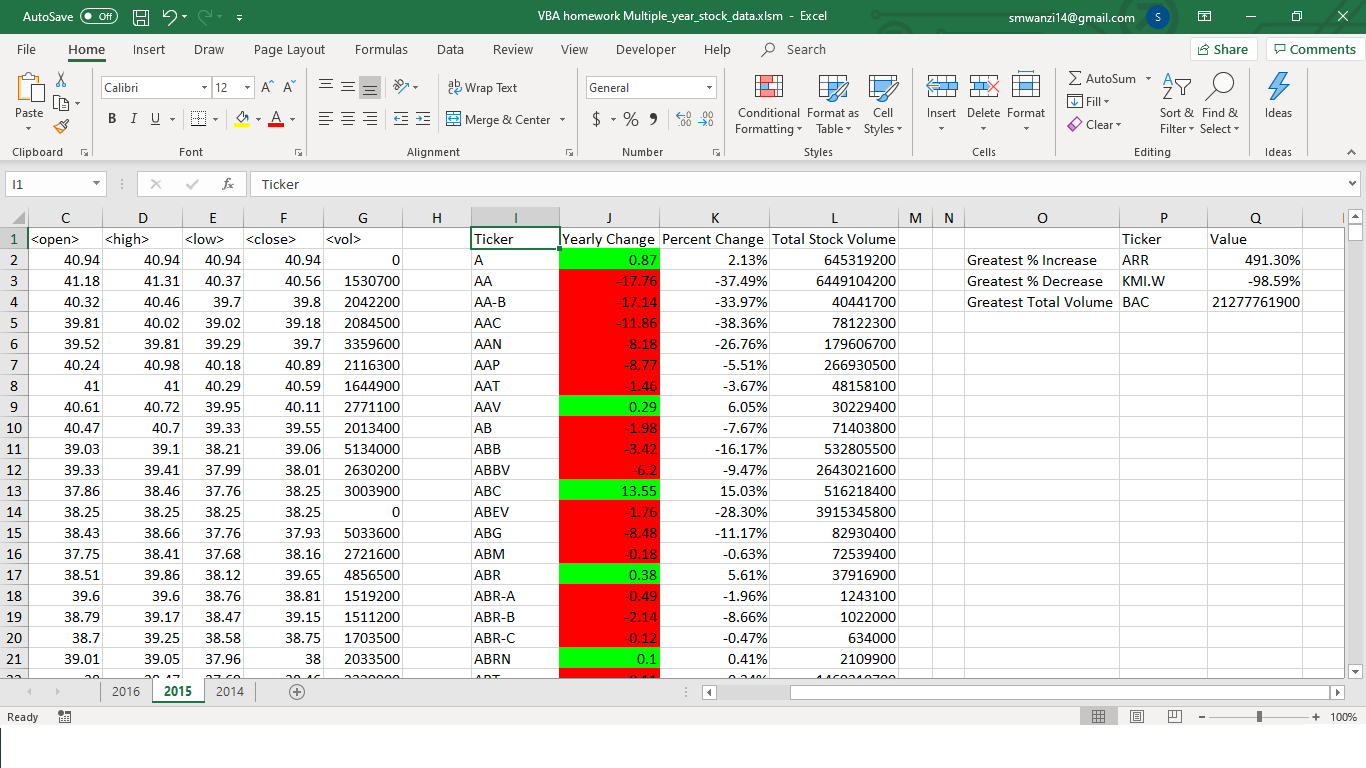 AutoSave Off VBA homework Multiple_year_stock_data.xlsm - Excel smwanzi14@gmail.com S
File Home Insert Draw Page Layout Formulas Data Review View Developer Help Search Share Comments
Paste Calibri 12 A A Wrap Text General Conditional Formatting Format as Table Cell Styles Insert Delete Format AutoSum Fill Clear Sort & Filter Find & Select Ideas
B I U A Merge & Center $ % 9
Clipboard Font Alignment Number Styles Cells Editing Ideas
I1 fx Ticker
C D E F G H I J K L M N O P Q
1 <open> <high> <low> <close> <vol> Ticker Yearly Change Percent Change Total Stock Volume Ticker Value
2 40.94 40.94 40.94 40.94 0 A 0.87 2.13% 645319200 Greatest % Increase ARR 491.30%
3 41.18 41.31 40.37 40.56 1530700 AA -17.76 -37.49% 6449104200 Greatest % Decrease KMI.W -98.59%
4 40.32 40.46 39.7 39.8 2042200 AA-B -17.14 -33.97% 40441700 Greatest Total Volume BAC 21277761900
5 39.81 40.02 39.02 39.18 2084500 AAC -11.86 -38.36% 78122300
6 39.52 39.81 39.29 39.7 3359600 AAN -8.18 -26.76% 179606700
7 40.24 40.98 40.18 40.89 2116300 AAP -8.77 -5.51% 266930500
8 41 41 40.29 40.59 1644900 AAT -1.46 -3.67% 48158100
9 40.61 40.72 39.95 40.11 2771100 AAV 0.29 6.05% 30229400
10 40.47 40.7 39.33 39.55 2013400 AB -1.98 -7.67% 71403800
11 39.03 39.1 38.21 39.06 5134000 ABB -3.42 -16.17% 532805500
12 39.33 39.41 37.99 38.01 2630200 ABBV -6.2 -9.47% 2643021600
13 37.86 38.46 37.76 38.25 3003900 ABC 13.55 15.03% 516218400
14 38.25 38.25 38.25 38.25 0 ABEV -1.76 -28.30% 3915345800
15 38.43 38.66 37.76 37.93 5033600 ABG -8.48 -11.17% 82930400
16 37.75 38.41 37.68 38.16 2721600 ABM -0.18 -0.63% 72539400
17 38.51 39.86 38.12 39.65 4856500 ABR 0.38 5.61% 37916900
18 39.6 39.6 38.76 38.81 1519200 ABR-A -0.49 -1.96% 1243100
19 38.79 39.17 38.47 39.15 1511200 ABR-B -2.14 -8.66% 1022000
20 38.7 39.25 38.58 38.75 1703500 ABR-C -0.12 -0.47% 634000
21 39.01 39.05 37.96 38 2033500 ABRN 0.1 0.41% 2109900
2016 2015 2014
Ready 100%